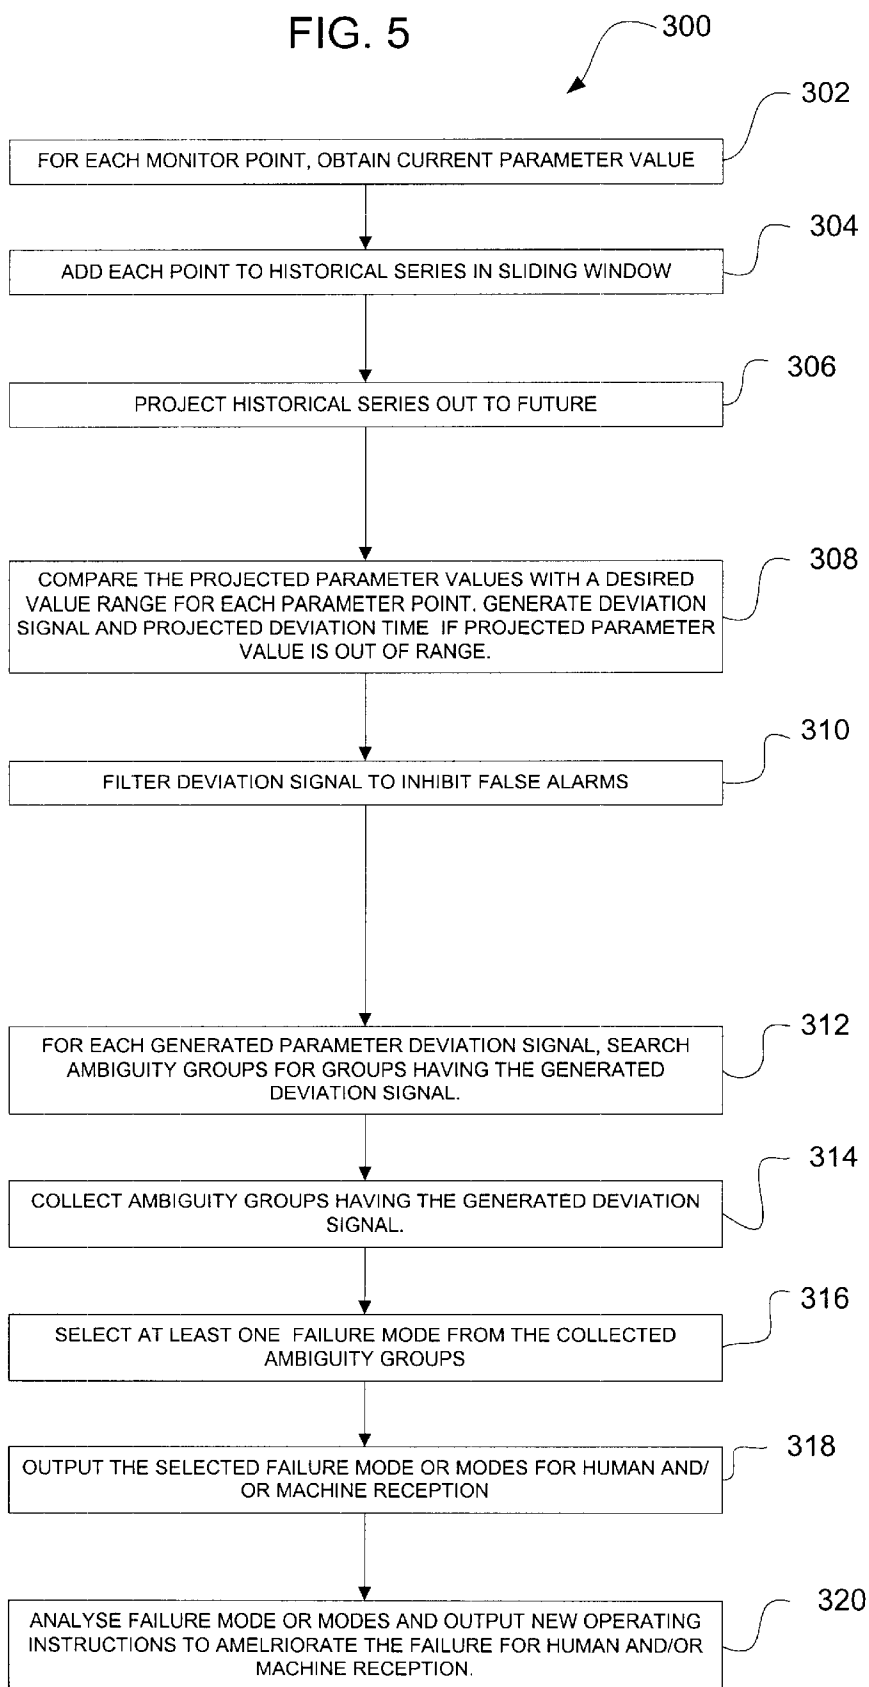 FIG. 5
300
302
FOR EACH MONITOR POINT, OBTAIN CURRENT PARAMETER VALUE
304
ADD EACH POINT TO HISTORICAL SERIES IN SLIDING WINDOW
306
PROJECT HISTORICAL SERIES OUT TO FUTURE
308
COMPARE THE PROJECTED PARAMETER VALUES WITH A DESIRED
VALUE RANGE FOR EACH PARAMETER POINT. GENERATE DEVIATION
SIGNAL AND PROJECTED DEVIATION TIME IF PROJECTED PARAMETER
VALUE IS OUT OF RANGE.
310
FILTER DEVIATION SIGNAL TO INHIBIT FALSE ALARMS
312
FOR EACH GENERATED PARAMETER DEVIATION SIGNAL, SEARCH
AMBIGUITY GROUPS FOR GROUPS HAVING THE GENERATED
DEVIATION SIGNAL.
314
COLLECT AMBIGUITY GROUPS HAVING THE GENERATED DEVIATION
SIGNAL.
316
SELECT AT LEAST ONE FAILURE MODE FROM THE COLLECTED
AMBIGUITY GROUPS
318
OUTPUT THE SELECTED FAILURE MODE OR MODES FOR HUMAN AND/
OR MACHINE RECEPTION
320
ANALYSE FAILURE MODE OR MODES AND OUTPUT NEW OPERATING
INSTRUCTIONS TO AMELRIORATE THE FAILURE FOR HUMAN AND/OR
MACHINE RECEPTION.